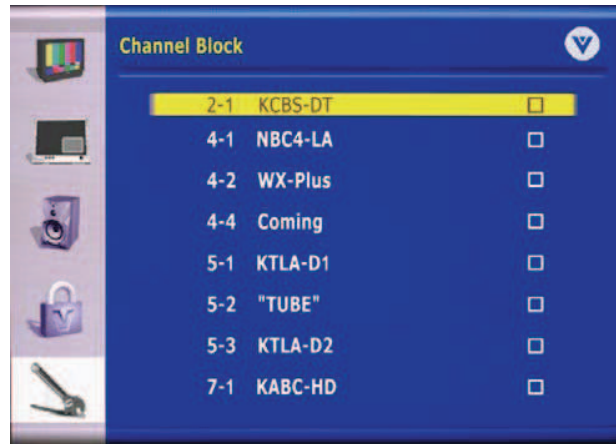 Channel Block
2-1 KCBS-DT
4-1 NBC4-LA
4-2 WX-Plus
4-4 Coming
5-1 KTLA-D1
5-2 "TUBE"
5-3 KTLA-D2
7-1 KABC-HD